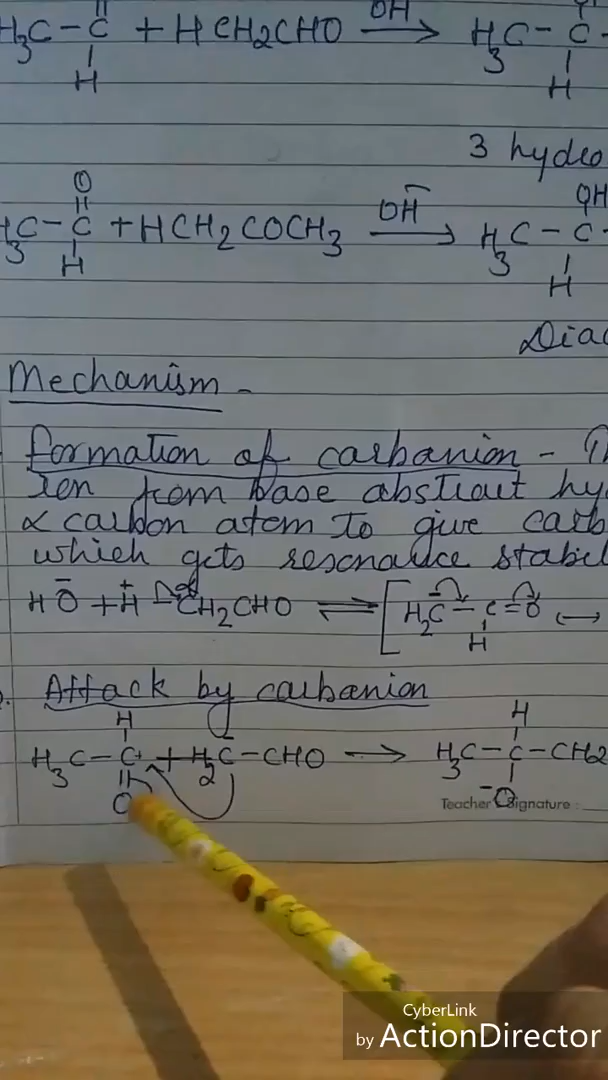 O
H3C-C + HCH2CHO OH H3C-C-
H H
3 hydro
O OH
H3C-C + HCH2COCH3 OH¯ H3C-C-
H H
Diac
Mechanism -
formation of carbanion - Th
ion from base abstract hy
α carbon atom to give carb
which gets resonance stabil
HO¯ + H+-CH2CHO ⇌ [H2C¯-C=O ↔
H
Attack by carbanion
H H
H3C-C+ + H2C¯-CHO → H3C-C-CH2
O ¯O
Teacher Signature :
CyberLink
by ActionDirector